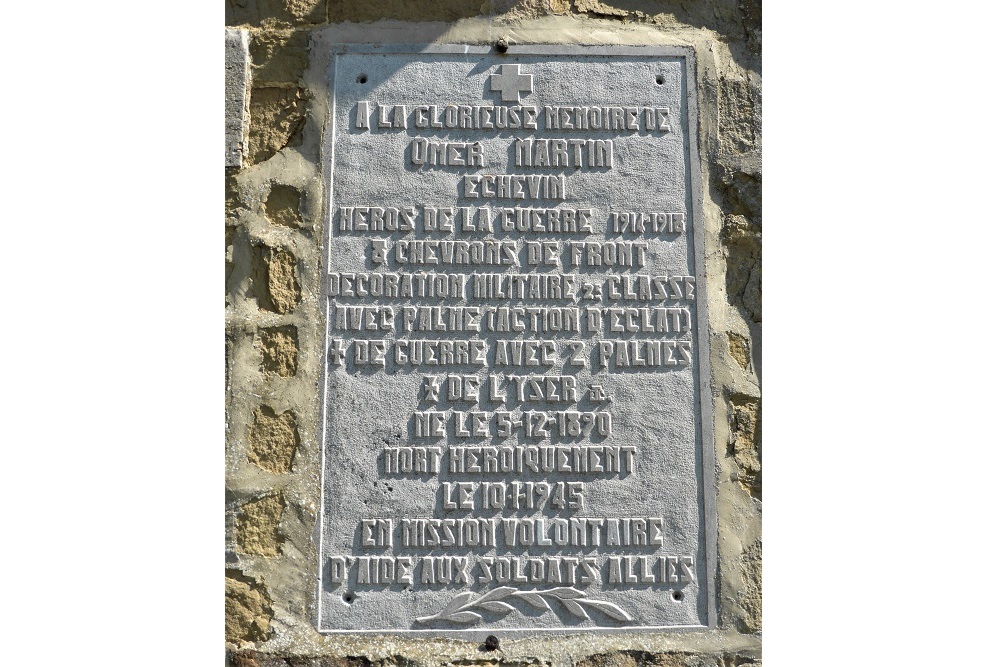 A LA GLORIEUSE MEMOIRE DE
OMER MARTIN
ECHEVIN
HEROS DE LA GUERRE 1914-1918
8 CHEVRONS DE FRONT
DECORATION MILITAIRE 2E CLASSE
AVEC PALME (ACTION D'ECLAT)
✝ DE GUERRE AVEC 2 PALMES
✝ DE L'YSER
NE LE 5-12-1890
MORT HEROIQUEMENT
LE 10-1-1945
EN MISSION VOLONTAIRE
D'AIDE AUX SOLDATS ALLIES